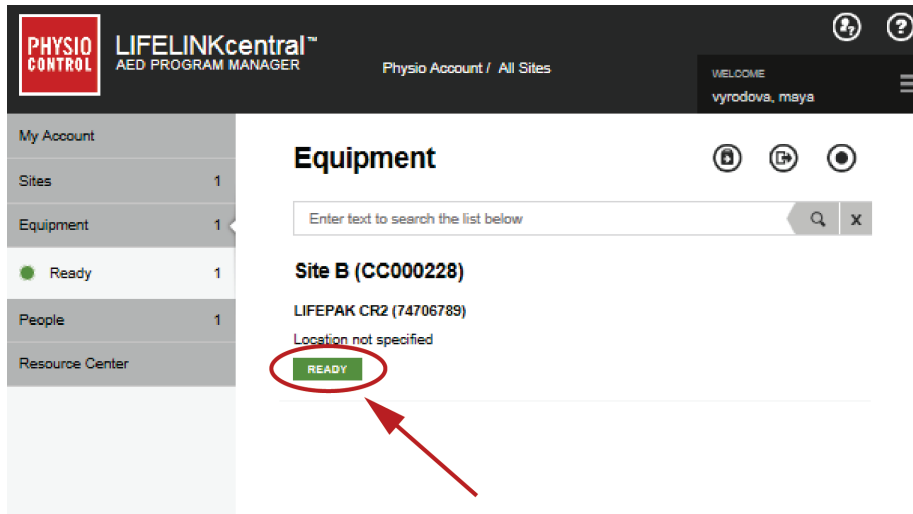 PHYSIO
CONTROL
LIFELINKcentral™
AED PROGRAM MANAGER
Physio Account / All Sites
?
?
WELCOME
vyrodova, maya
My Account
Sites 1
Equipment 1
Ready 1
People 1
Resource Center
Equipment
Enter text to search the list below
x
Site B (CC000228)
LIFEPAK CR2 (74706789)
Location not specified
READY